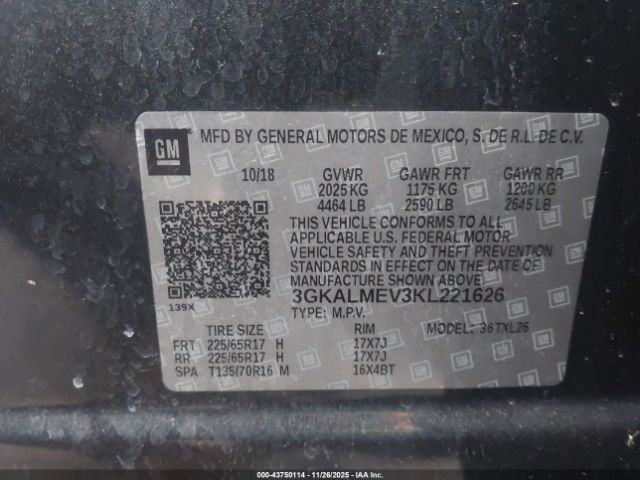 GM
MFD BY GENERAL MOTORS DE MEXICO, S. DE R.L. DE C.V.
10/18 GVWR GAWR FRT GAWR RR
2025 KG 1175 KG 1200 KG
4464 LB 2590 LB 2645 LB
THIS VEHICLE CONFORMS TO ALL
APPLICABLE U.S. FEDERAL MOTOR
VEHICLE SAFETY AND THEFT PREVENTION
STANDARDS IN EFFECT ON THE DATE
OF MANUFACTURE SHOWN ABOVE.
139X
3GKALMEV3KL221626
TYPE: M.P.V. MODEL: 36TXL26
TIRE SIZE RIM
FRT 225/65R17 H 17X7J
RR 225/65R17 H 17X7J
SPA T135/70R16 M 16X4BT
000-43750114 - 11/26/2025 - IAA4C